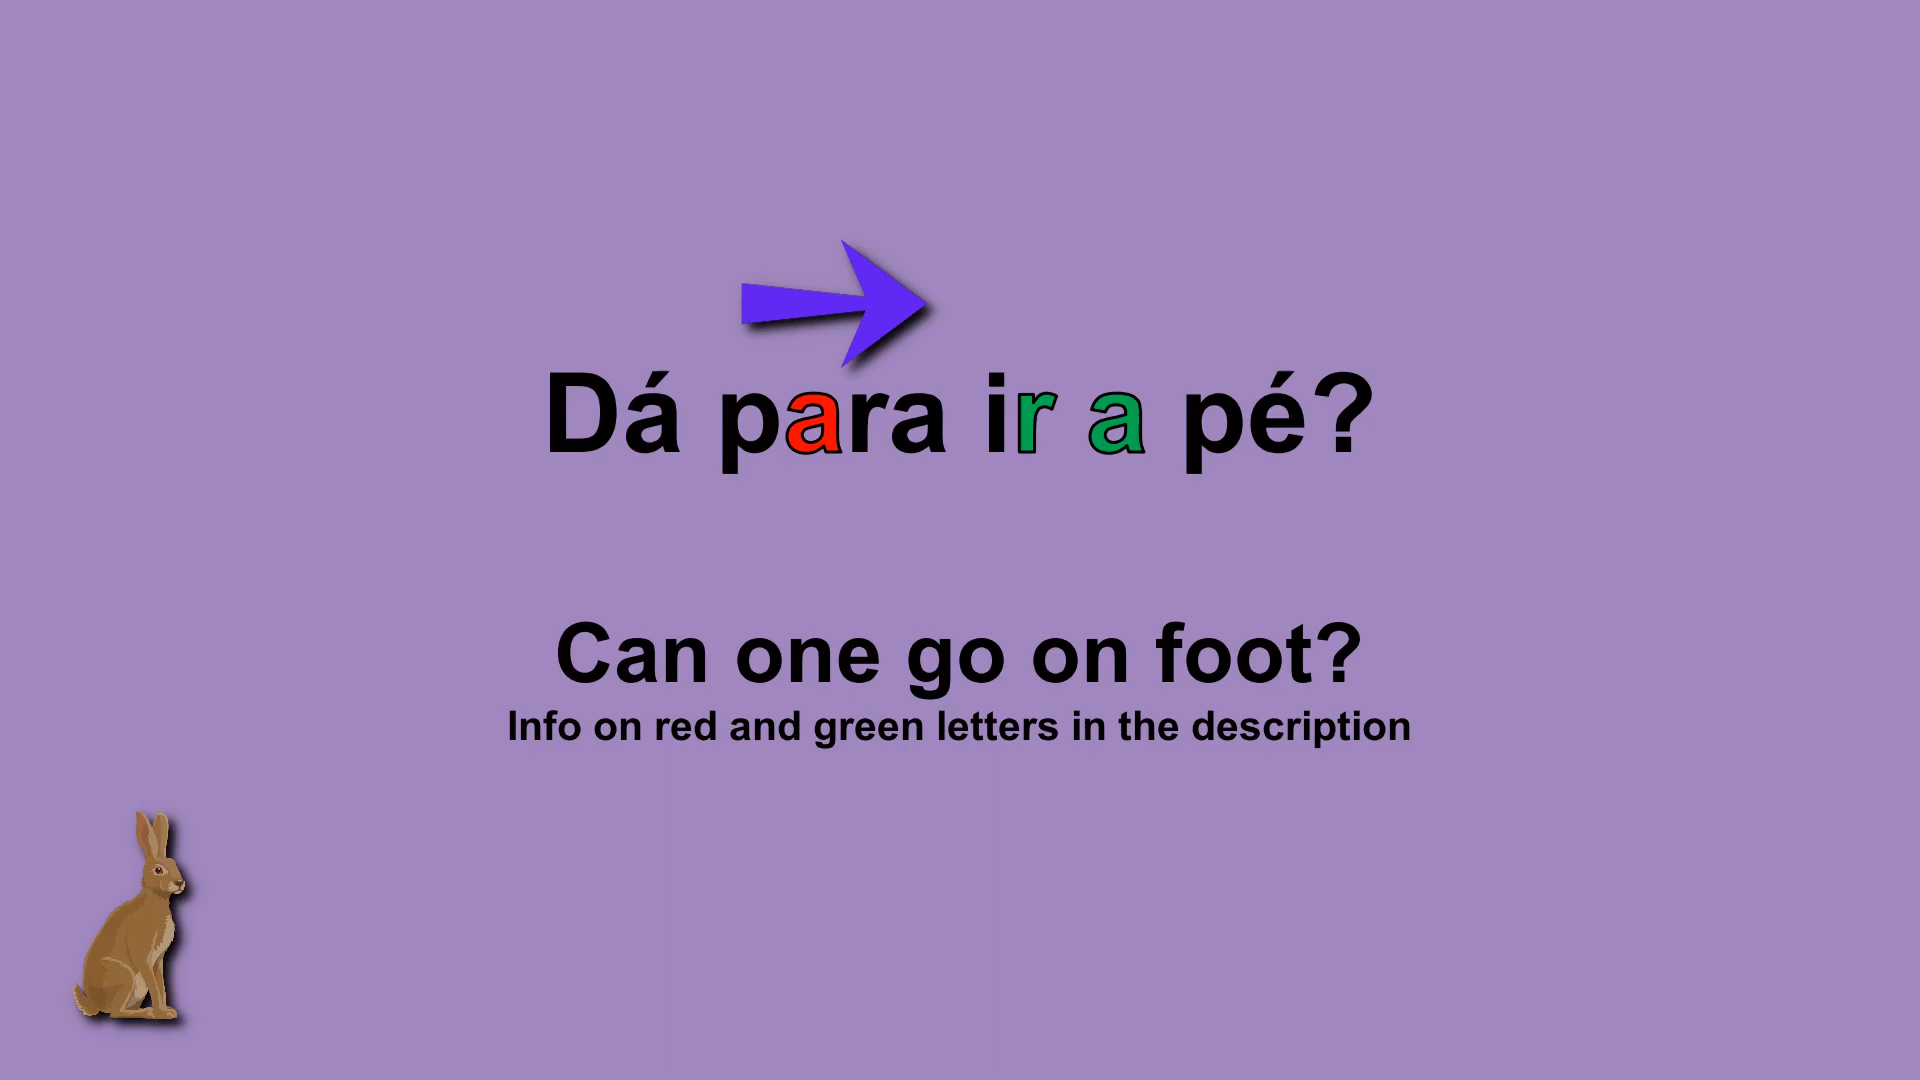 Dá para ir a pé?
Can one go on foot?
Info on red and green letters in the description